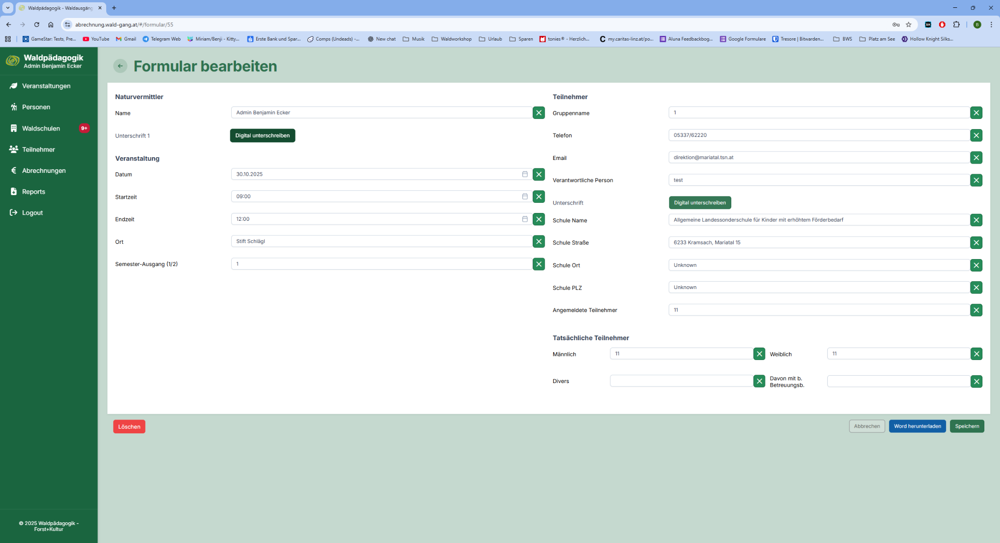 Waldpädagogik - Waldausgäng
abrechnung.wald-gang.at/#/formular/55
B
GameStar: Tests, Pre...
YouTube
Gmail
Telegram Web
Miriam/Benji - Kitty...
Erste Bank und Spar...
Comps (Undeads) -...
New chat
Musik
Waldworkshop
Urlaub
Sparen
tonies® - Herzlich...
my.caritas-linz.at/po...
Aluna Feedbackbog...
Google Formulare
Tresore | Bitwarden...
BWS
Platz am See
Hollow Knight Silks...
Waldpädagogik
Admin Benjamin Ecker
Veranstaltungen
Personen
Waldschulen 9+
Teilnehmer
Abrechnungen
Reports
Logout
© 2025 Waldpädagogik -
Forst+Kultur
Formular bearbeiten
Naturvermittler
Name Admin Benjamin Ecker
Unterschrift 1 Digital unterschreiben
Veranstaltung
Datum 30.10.2025
Startzeit 09:00
Endzeit 12:00
Ort Stift Schlägl
Semester-Ausgang (1/2) 1
Teilnehmer
Gruppenname 1
Telefon 05337/62220
Email direktion@mariatal.tsn.at
Verantwortliche Person test
Unterschrift Digital unterschreiben
Schule Name Allgemeine Landessonderschule für Kinder mit erhöhtem Förderbedarf
Schule Straße 6233 Kramsach, Mariatal 15
Schule Ort Unknown
Schule PLZ Unknown
Angemeldete Teilnehmer 11
Tatsächliche Teilnehmer
Männlich 11 Weiblich 11
Divers Davon mit b.
Betreuungsb.
Löschen
Abbrechen Word herunterladen Speichern